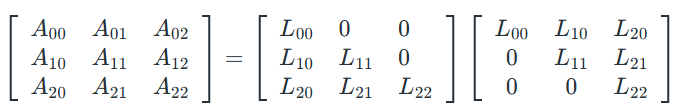 [ A₀₀ A₀₁ A₀₂ ] [ L₀₀ 0 0 ] [ L₀₀ L₁₀ L₂₀ ]
[ A₁₀ A₁₁ A₁₂ ] = [ L₁₀ L₁₁ 0 ] [ 0 L₁₁ L₂₁ ]
[ A₂₀ A₂₁ A₂₂ ] [ L₂₀ L₂₁ L₂₂ ] [ 0 0 L₂₂ ]